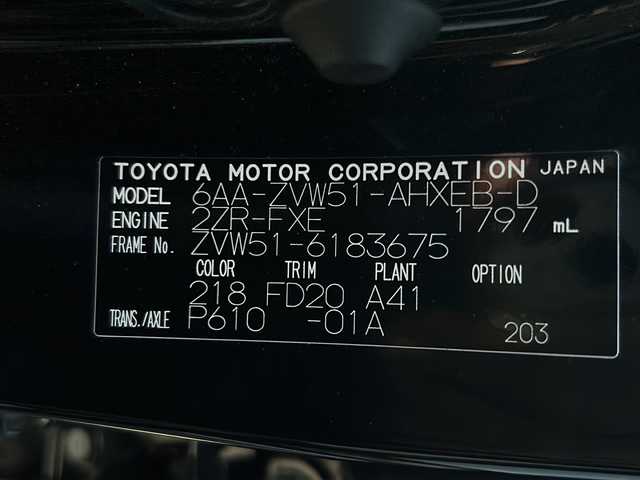 TOYOTA MOTOR CORPORATION JAPAN
MODEL 6AA-ZVW51-AHXEB-D
ENGINE 2ZR-FXE 1797 mL
FRAME No. ZVW51-6183675
COLOR TRIM PLANT OPTION
218 FD20 A41
TRANS./AXLE P610 -01A 203